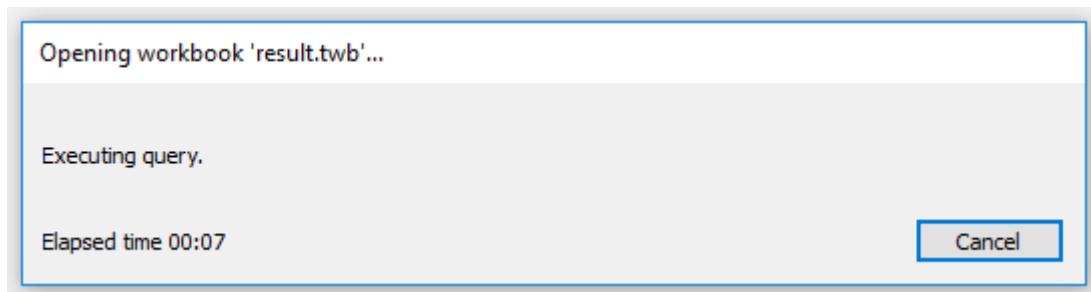 Opening workbook 'result.twb'...
Executing query.
Elapsed time 00:07
Cancel